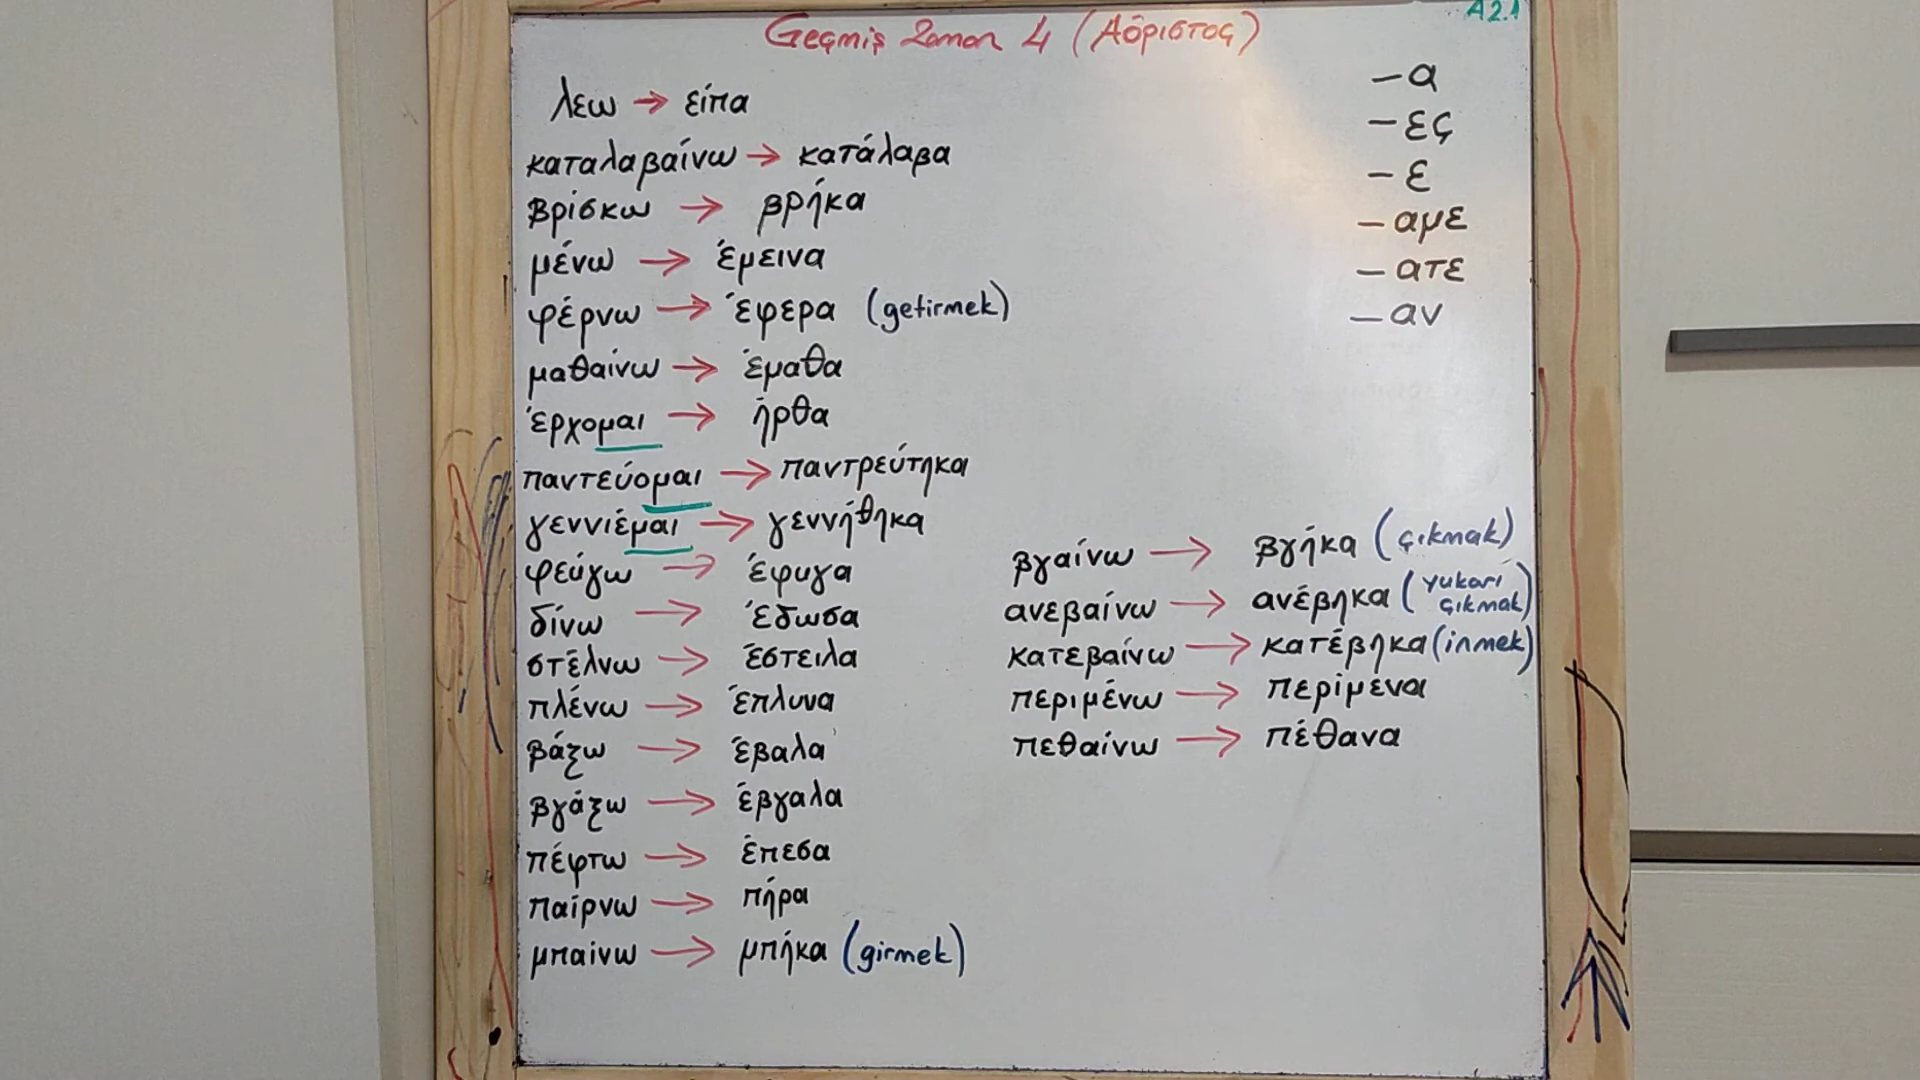 A2.1
Geçmiş Zaman 4 (Αόριστος)
λεω → είπα
καταλαβαίνω → κατάλαβα
βρίσκω → βρήκα
μένω → έμεινα
φέρνω → έφερα (getirmek)
μαθαίνω → έμαθα
έρχομαι → ήρθα
παντεύομαι → παντρεύτηκα
γεννιέμαι → γεννήθηκα
φεύγω → έφυγα
δίνω → έδωσα
στέλνω → έστειλα
πλένω → έπλυνα
βάζω → έβαλα
βγάζω → έβγαλα
πέφτω → έπεσα
παίρνω → πήρα
μπαίνω → μπήκα (girmek)
-α
-ες
-ε
-αμε
-ατε
-αν
βγαίνω → βγήκα (çıkmak)
ανεβαίνω → ανέβηκα (yukarı çıkmak)
κατεβαίνω → κατέβηκα (inmek)
περιμένω → περίμενα
πεθαίνω → πέθανα